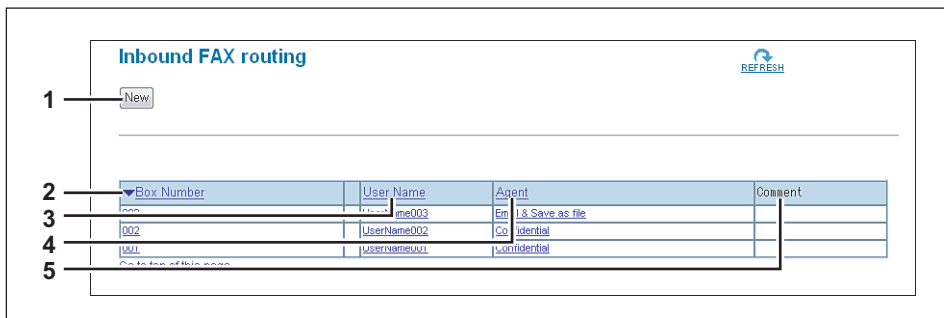 Inbound FAX routing
REFRESH
1
New
2
▼Box Number User Name Agent Comment
3
003 UserName003 Email & Save as file
4
002 UserName002 Confidential
001 UserName001 Confidential
5
Go to top of this page